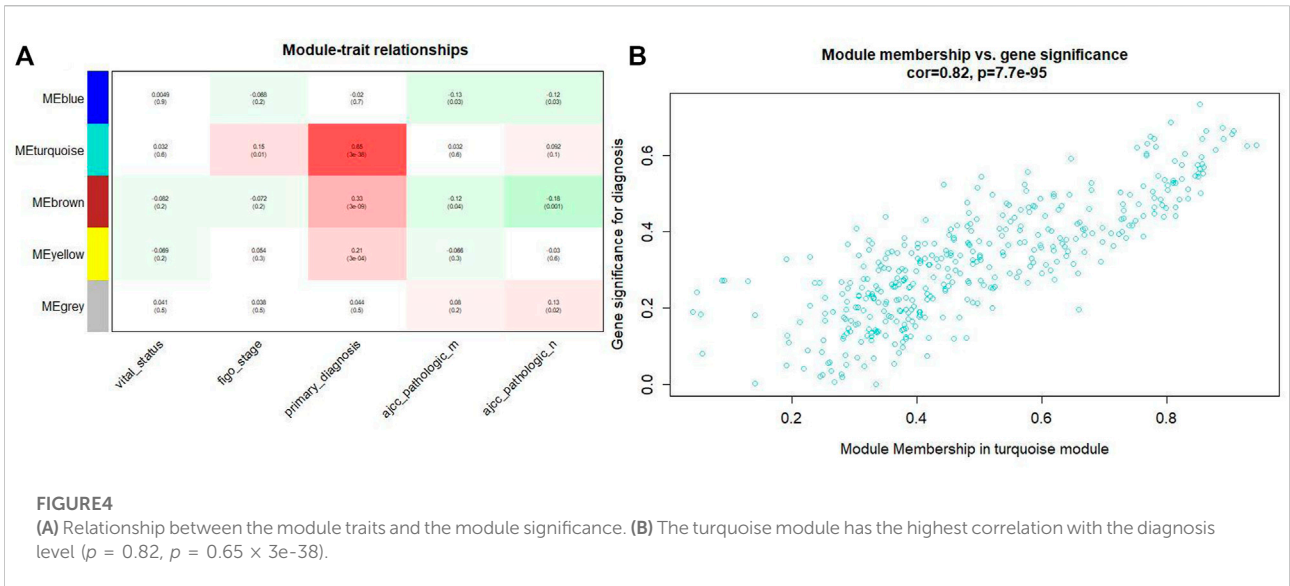 A
Module-trait relationships
MEblue
0.0049 -0.088 -0.02 -0.13 -0.12
(0.9) (0.2) (0.7) (0.03) (0.03)
MEturquoise
0.032 0.15 0.65 0.032 0.092
(0.6) (0.01) (3e-38) (0.6) (0.1)
MEbrown
-0.082 -0.072 0.33 -0.12 -0.18
(0.2) (0.2) (3e-09) (0.04) (0.001)
MEyellow
-0.069 0.054 0.21 -0.066 -0.03
(0.2) (0.3) (3e-04) (0.3) (0.6)
MEgrey
0.041 0.038 0.044 0.08 0.13
(0.5) (0.5) (0.5) (0.2) (0.02)
vital_status
figo_stage
primary_diagnosis
ajcc_pathologic_m
ajcc_pathologic_n
B
Module membership vs. gene significance
cor=0.82, p=7.7e-95
Gene significance for diagnosis
0.6
0.4
0.2
0.0
0.2 0.4 0.6 0.8
Module Membership in turquoise module
FIGURE4
(A) Relationship between the module traits and the module significance. (B) The turquoise module has the highest correlation with the diagnosis
level (p = 0.82, p = 0.65 × 3e-38).